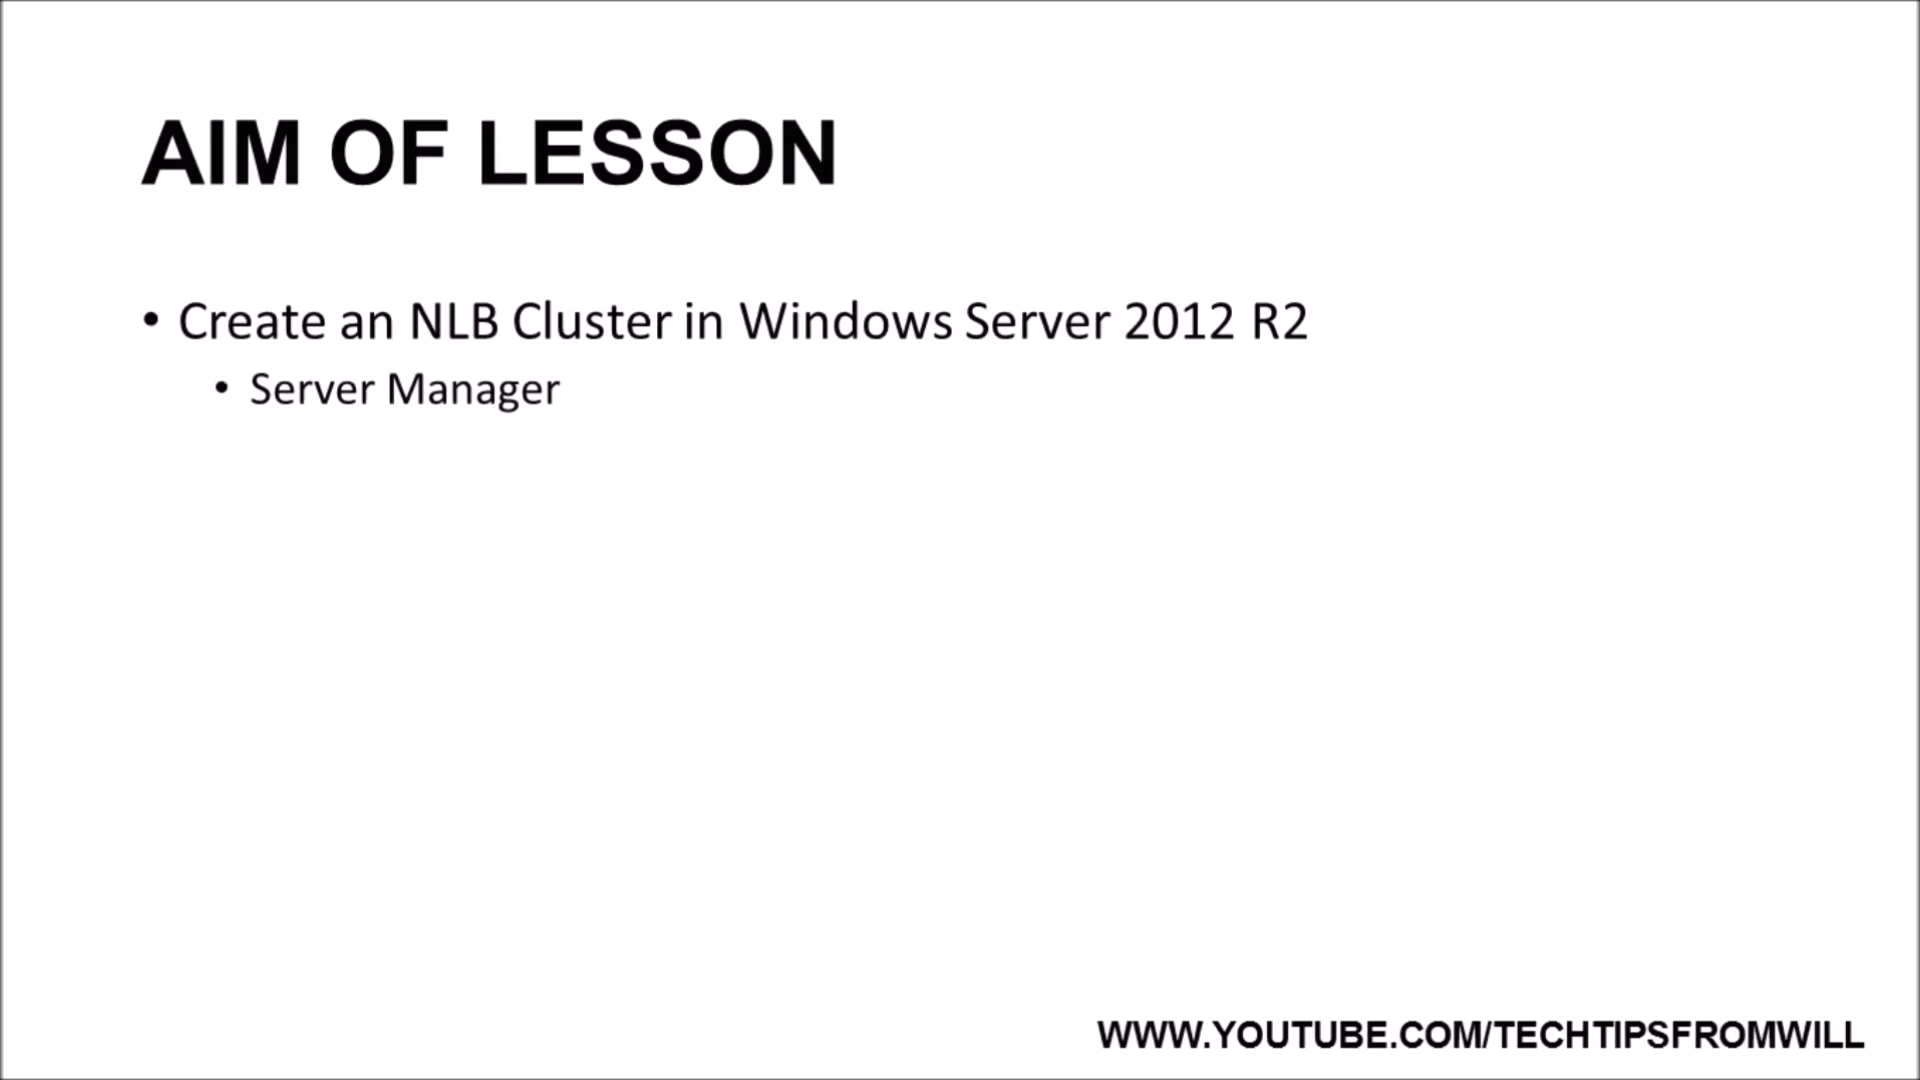 AIM OF LESSON
• Create an NLB Cluster in Windows Server 2012 R2
• Server Manager
WWW.YOUTUBE.COM/TECHTIPSFROMWILL